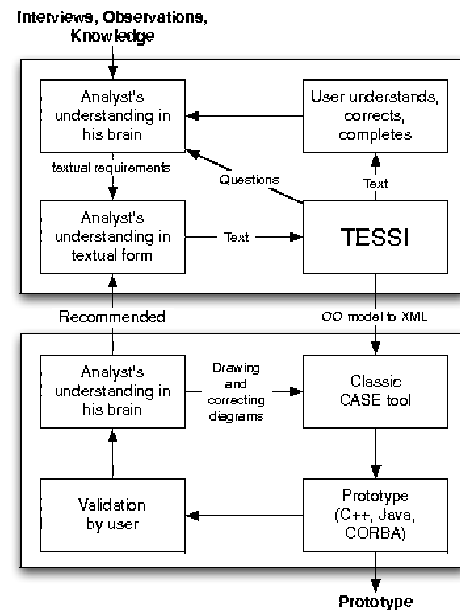 Interviews, Observations,
Knowledge
Analyst's
understanding in
his brain
User understands,
corrects,
completes
textual requirements
Questions
Text
Analyst's
understanding in
textual form
Text
TESSI
Recommended
OO model to XML
Analyst's
understanding in
his brain
Drawing
and
correcting
diagrams
Classic
CASE tool
Validation
by user
Prototype
(C++, Java,
CORBA)
Prototype